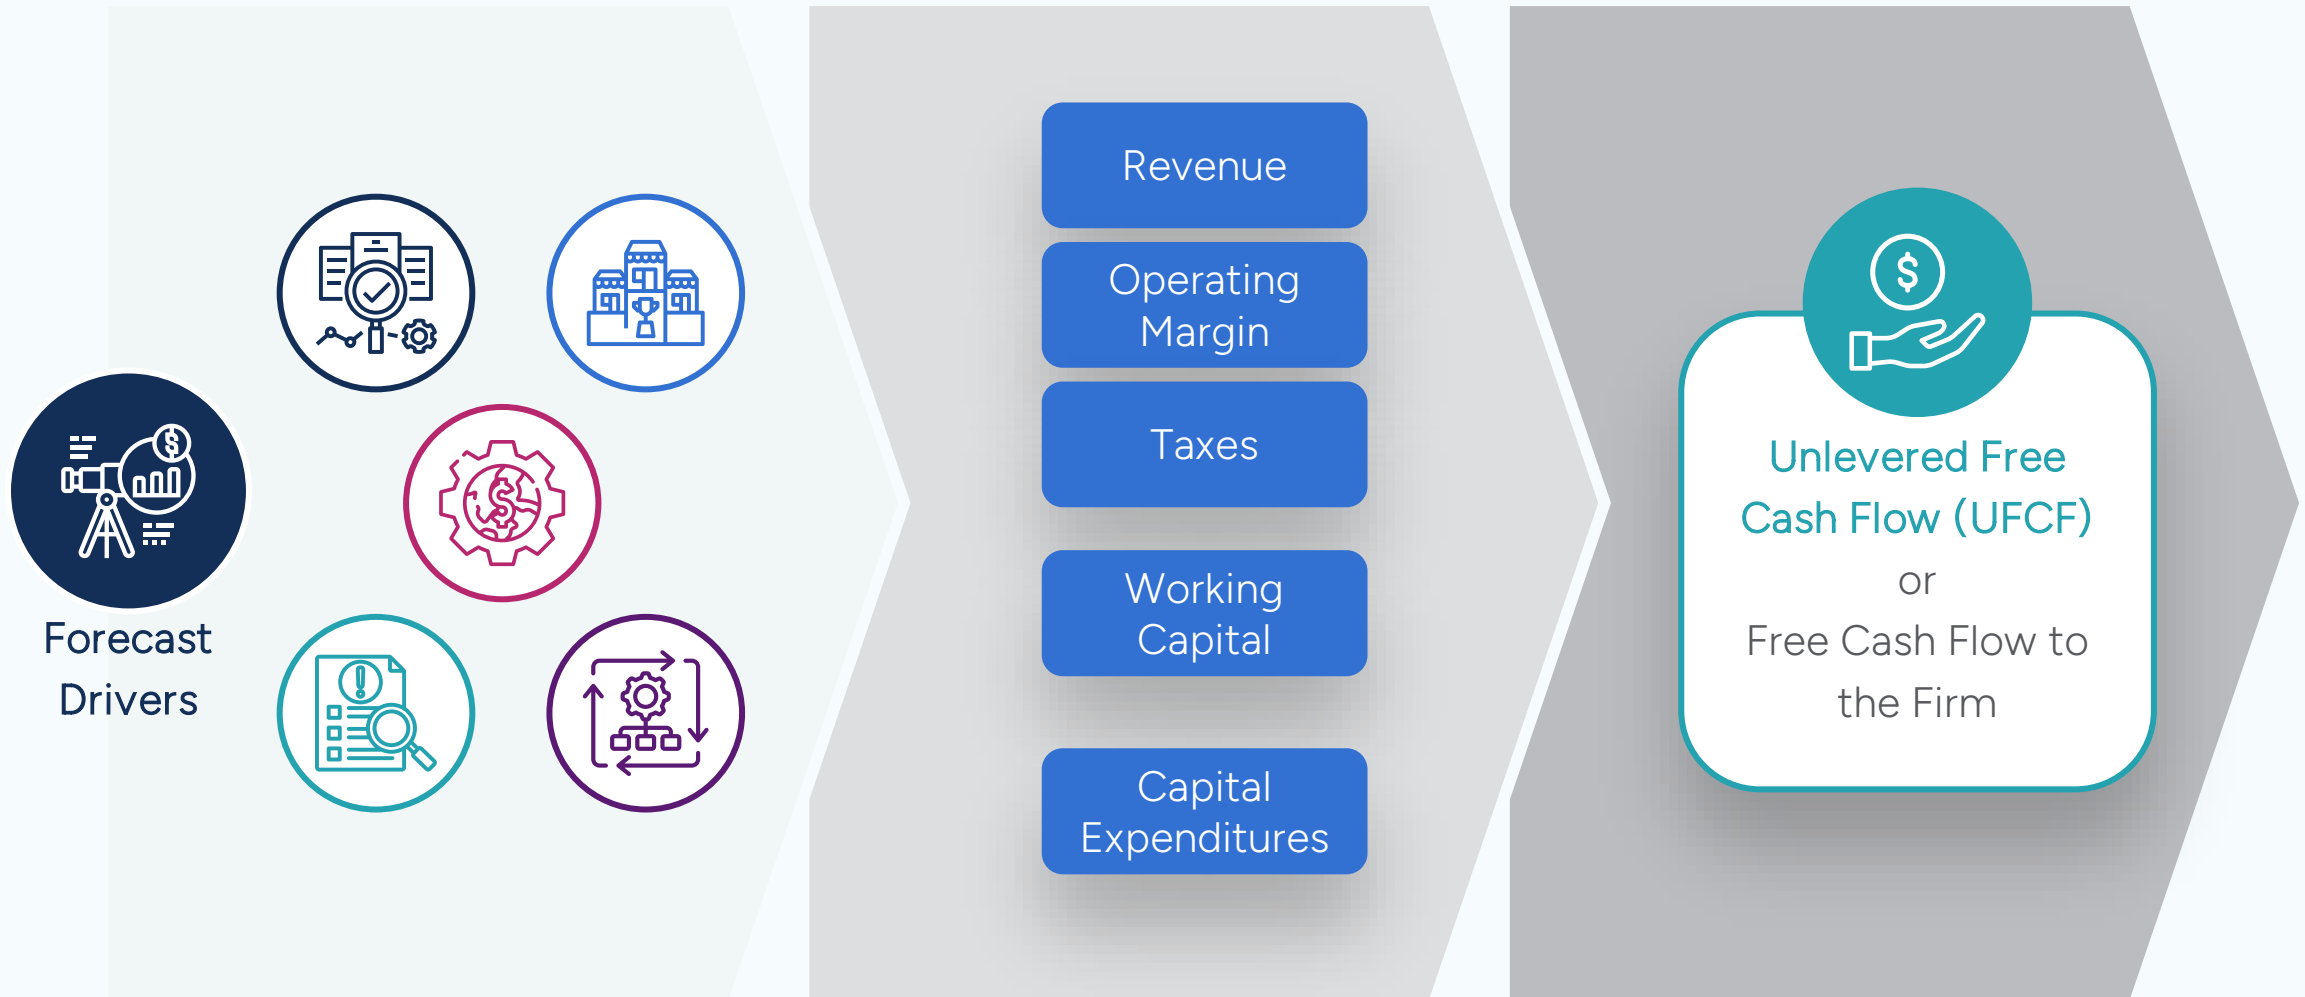 Forecast
Drivers
Revenue
Operating
Margin
Taxes
Working
Capital
Capital
Expenditures
$
Unlevered Free
Cash Flow (UFCF)
or
Free Cash Flow to
the Firm